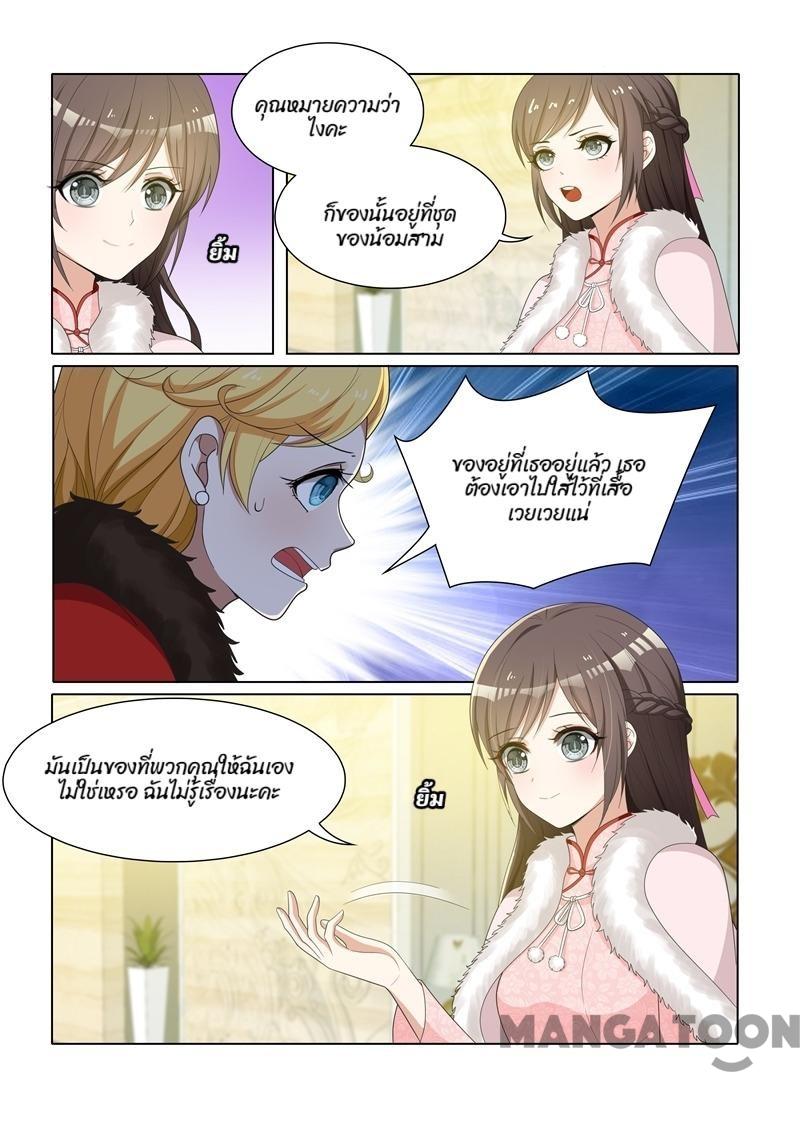 คุณหมายความว่า
ไงคะ
ก็ของนั้นอยู่ที่ชุด
ของน้อมสาม
ยิ้ม
ของอยู่ที่เธออยู่แล้ว เธอ
ต้องเอาไปใส่ไว้ที่เสื้อ
เวยเวยแน่
มันเป็นของที่พวกคุณให้ฉันเอง
ไม่ใช่เหรอ ฉันไม่รู้เรื่องนะคะ
ยิ้ม
MANGATOON